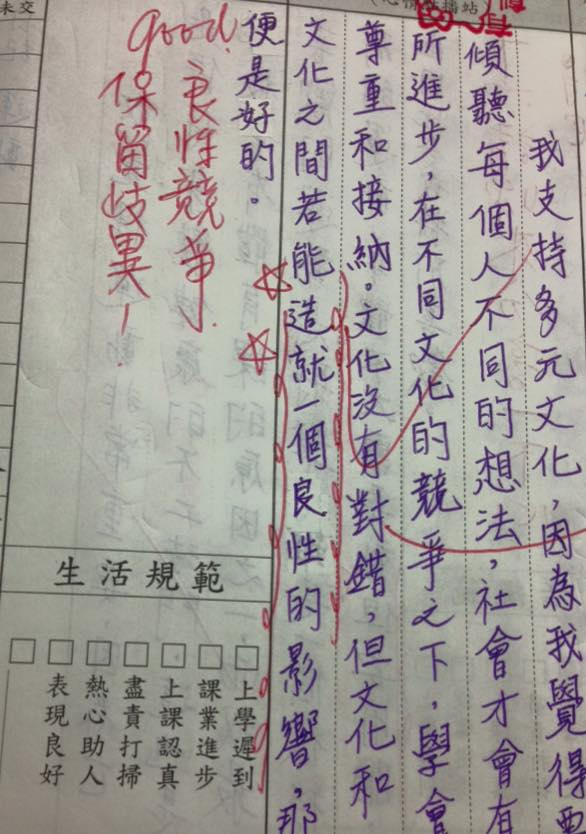 我支持多元文化,因為我覺得
傾聽每個人不同的想法,社會才會有
所進步,在不同文化的競爭之下,學會
尊重和接納。文化沒有對錯,但文化和
文化之間若能造就一個良性的影響,那
便是好的。
good!
良性競爭
保留歧異!
未交
生活規範
□上學遲到
□課業進步
□上課認真
□盡責打掃
□熱心助人
□表現良好